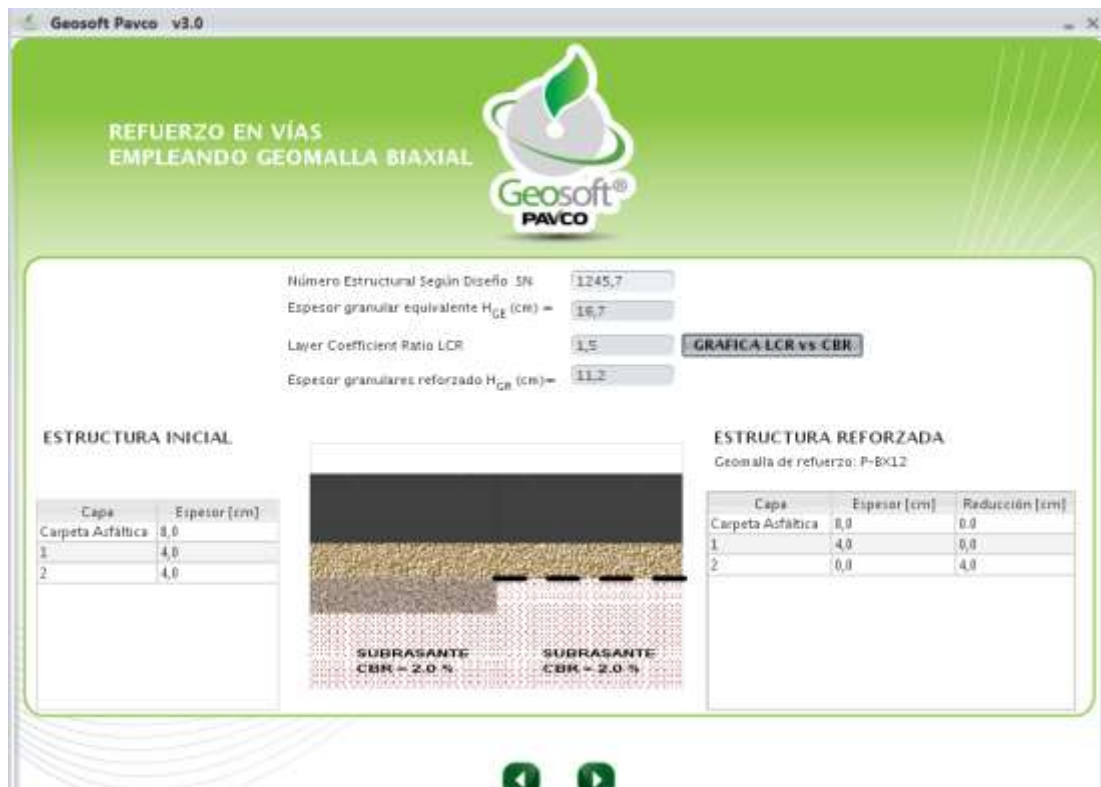 Geosoft Pavco v3.0
REFUERZO EN VÍAS
EMPLEANDO GEOMALLA BIAXIAL
Geosoft®
PAVCO
Número Estructural Según Diseño SN 1245,7
Espesor granular equivalente HGE (cm) = 16,7
Layer Coefficient Ratio LCR 1,5 GRAFICA LCR vs CBR
Espesor granulares reforzado HGR (cm)= 11,2
ESTRUCTURA INICIAL
Capa Espesor [cm]
Carpeta Asfáltica 8,0
1 4,0
2 4,0
SUBRASANTE
CBR = 2.0 %
SUBRASANTE
CBR = 2.0 %
ESTRUCTURA REFORZADA
Geomalla de refuerzo: P-BX12
Capa Espesor [cm] Reducción [cm]
Carpeta Asfáltica 8,0 0.0
1 4,0 0,0
2 0,0 4,0